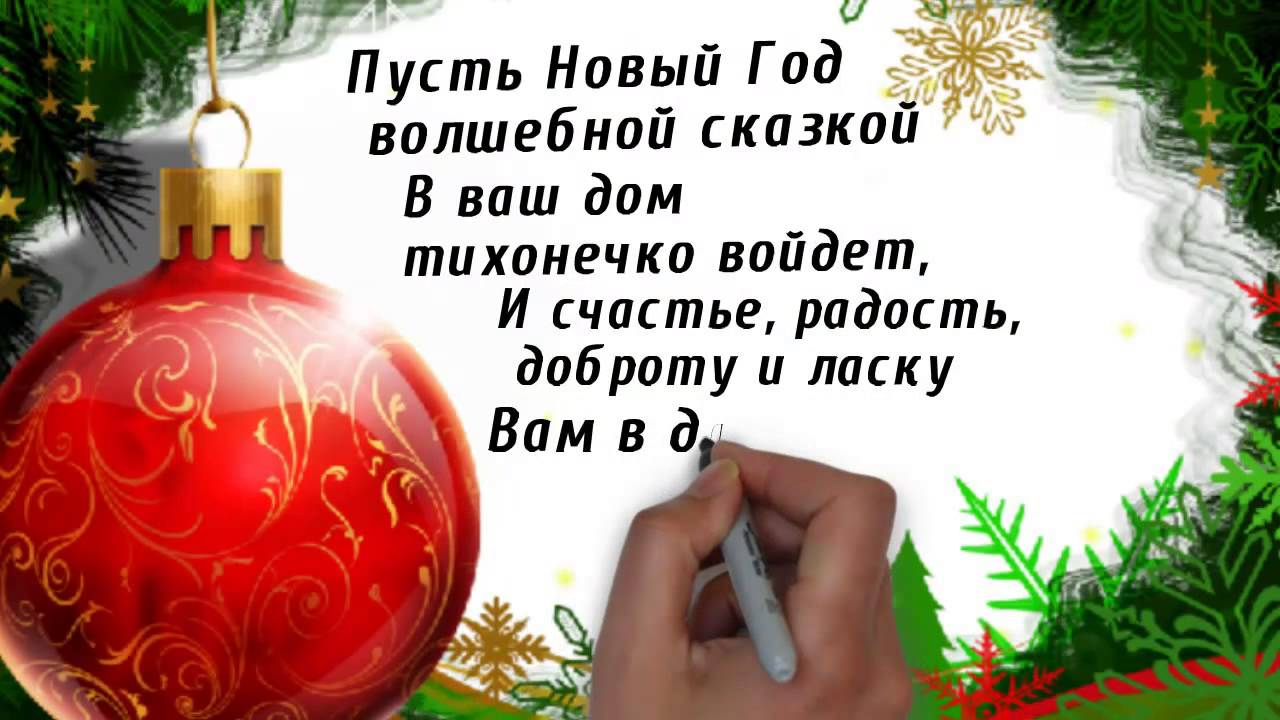 Пусть Новый Год
волшебной сказкой
В ваш дом
тихонечко войдет,
И счастье, радость,
доброту и ласку
Вам в д